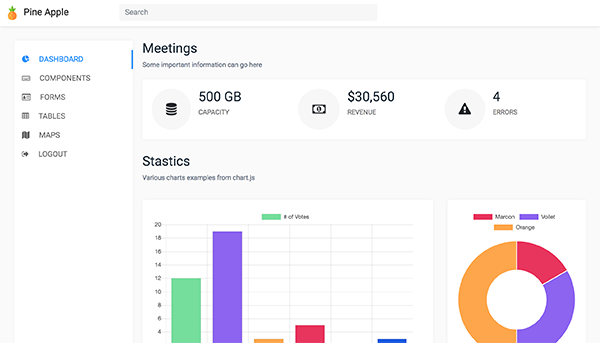 Pine Apple
Search
DASHBOARD
COMPONENTS
FORMS
TABLES
MAPS
LOGOUT
Meetings
Some important information can go here
500 GB
CAPACITY
$30,560
REVENUE
4
ERRORS
Stastics
Various charts examples from chart.js
# of Votes
20
18
16
14
12
10
8
6
4
Maroon
Voilet
Orange